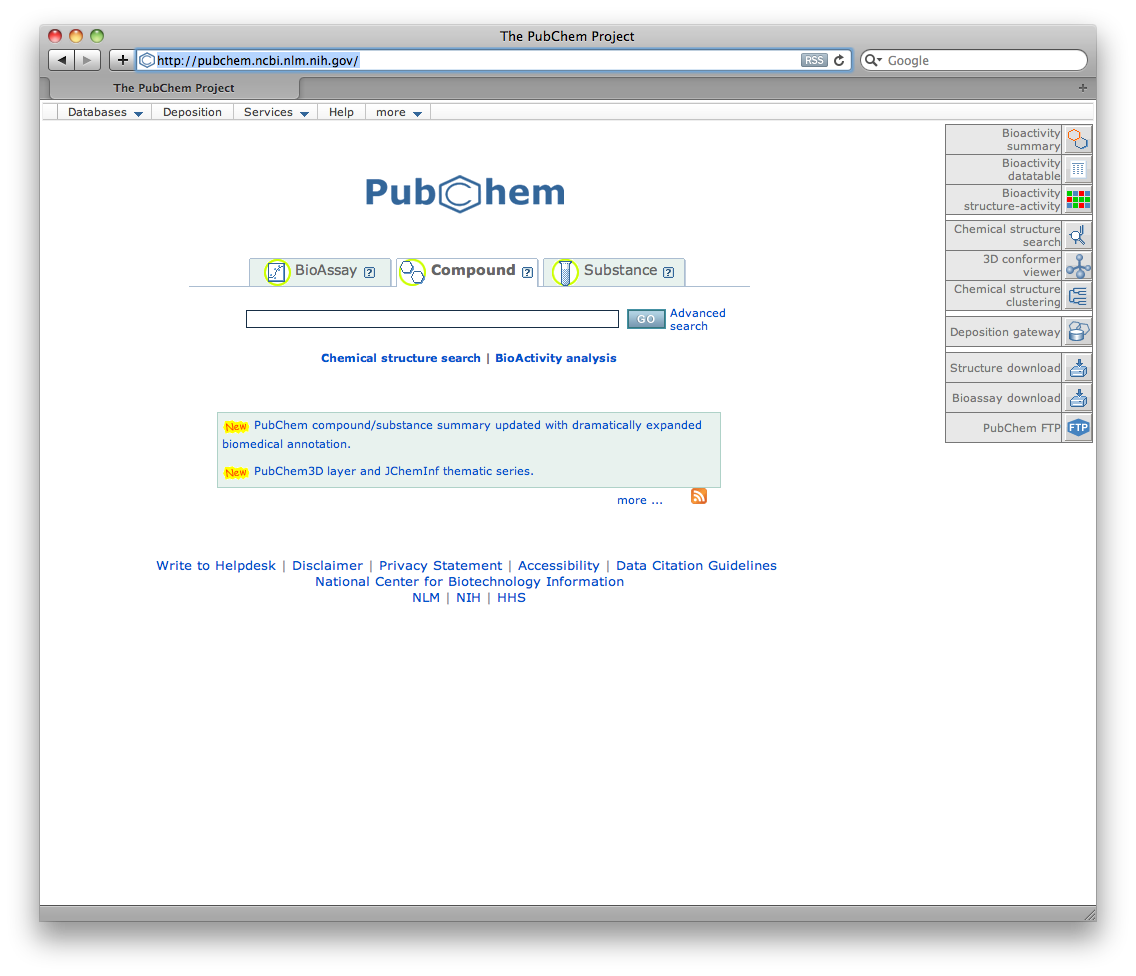 The PubChem Project
http://pubchem.ncbi.nlm.nih.gov/
RSS
Google
The PubChem Project
Databases
Deposition
Services
Help
more
PubChem
BioAssay ?
Compound ?
Substance ?
GO
Advanced
search
Chemical structure search | BioActivity analysis
New PubChem compound/substance summary updated with dramatically expanded
biomedical annotation.
New PubChem3D layer and JChemInf thematic series.
more ...
Write to Helpdesk | Disclaimer | Privacy Statement | Accessibility | Data Citation Guidelines
National Center for Biotechnology Information
NLM | NIH | HHS
Bioactivity
summary
Bioactivity
datatable
Bioactivity
structure-activity
Chemical structure
search
3D conformer
viewer
Chemical structure
clustering
Deposition gateway
Structure download
Bioassay download
PubChem FTP
FTP